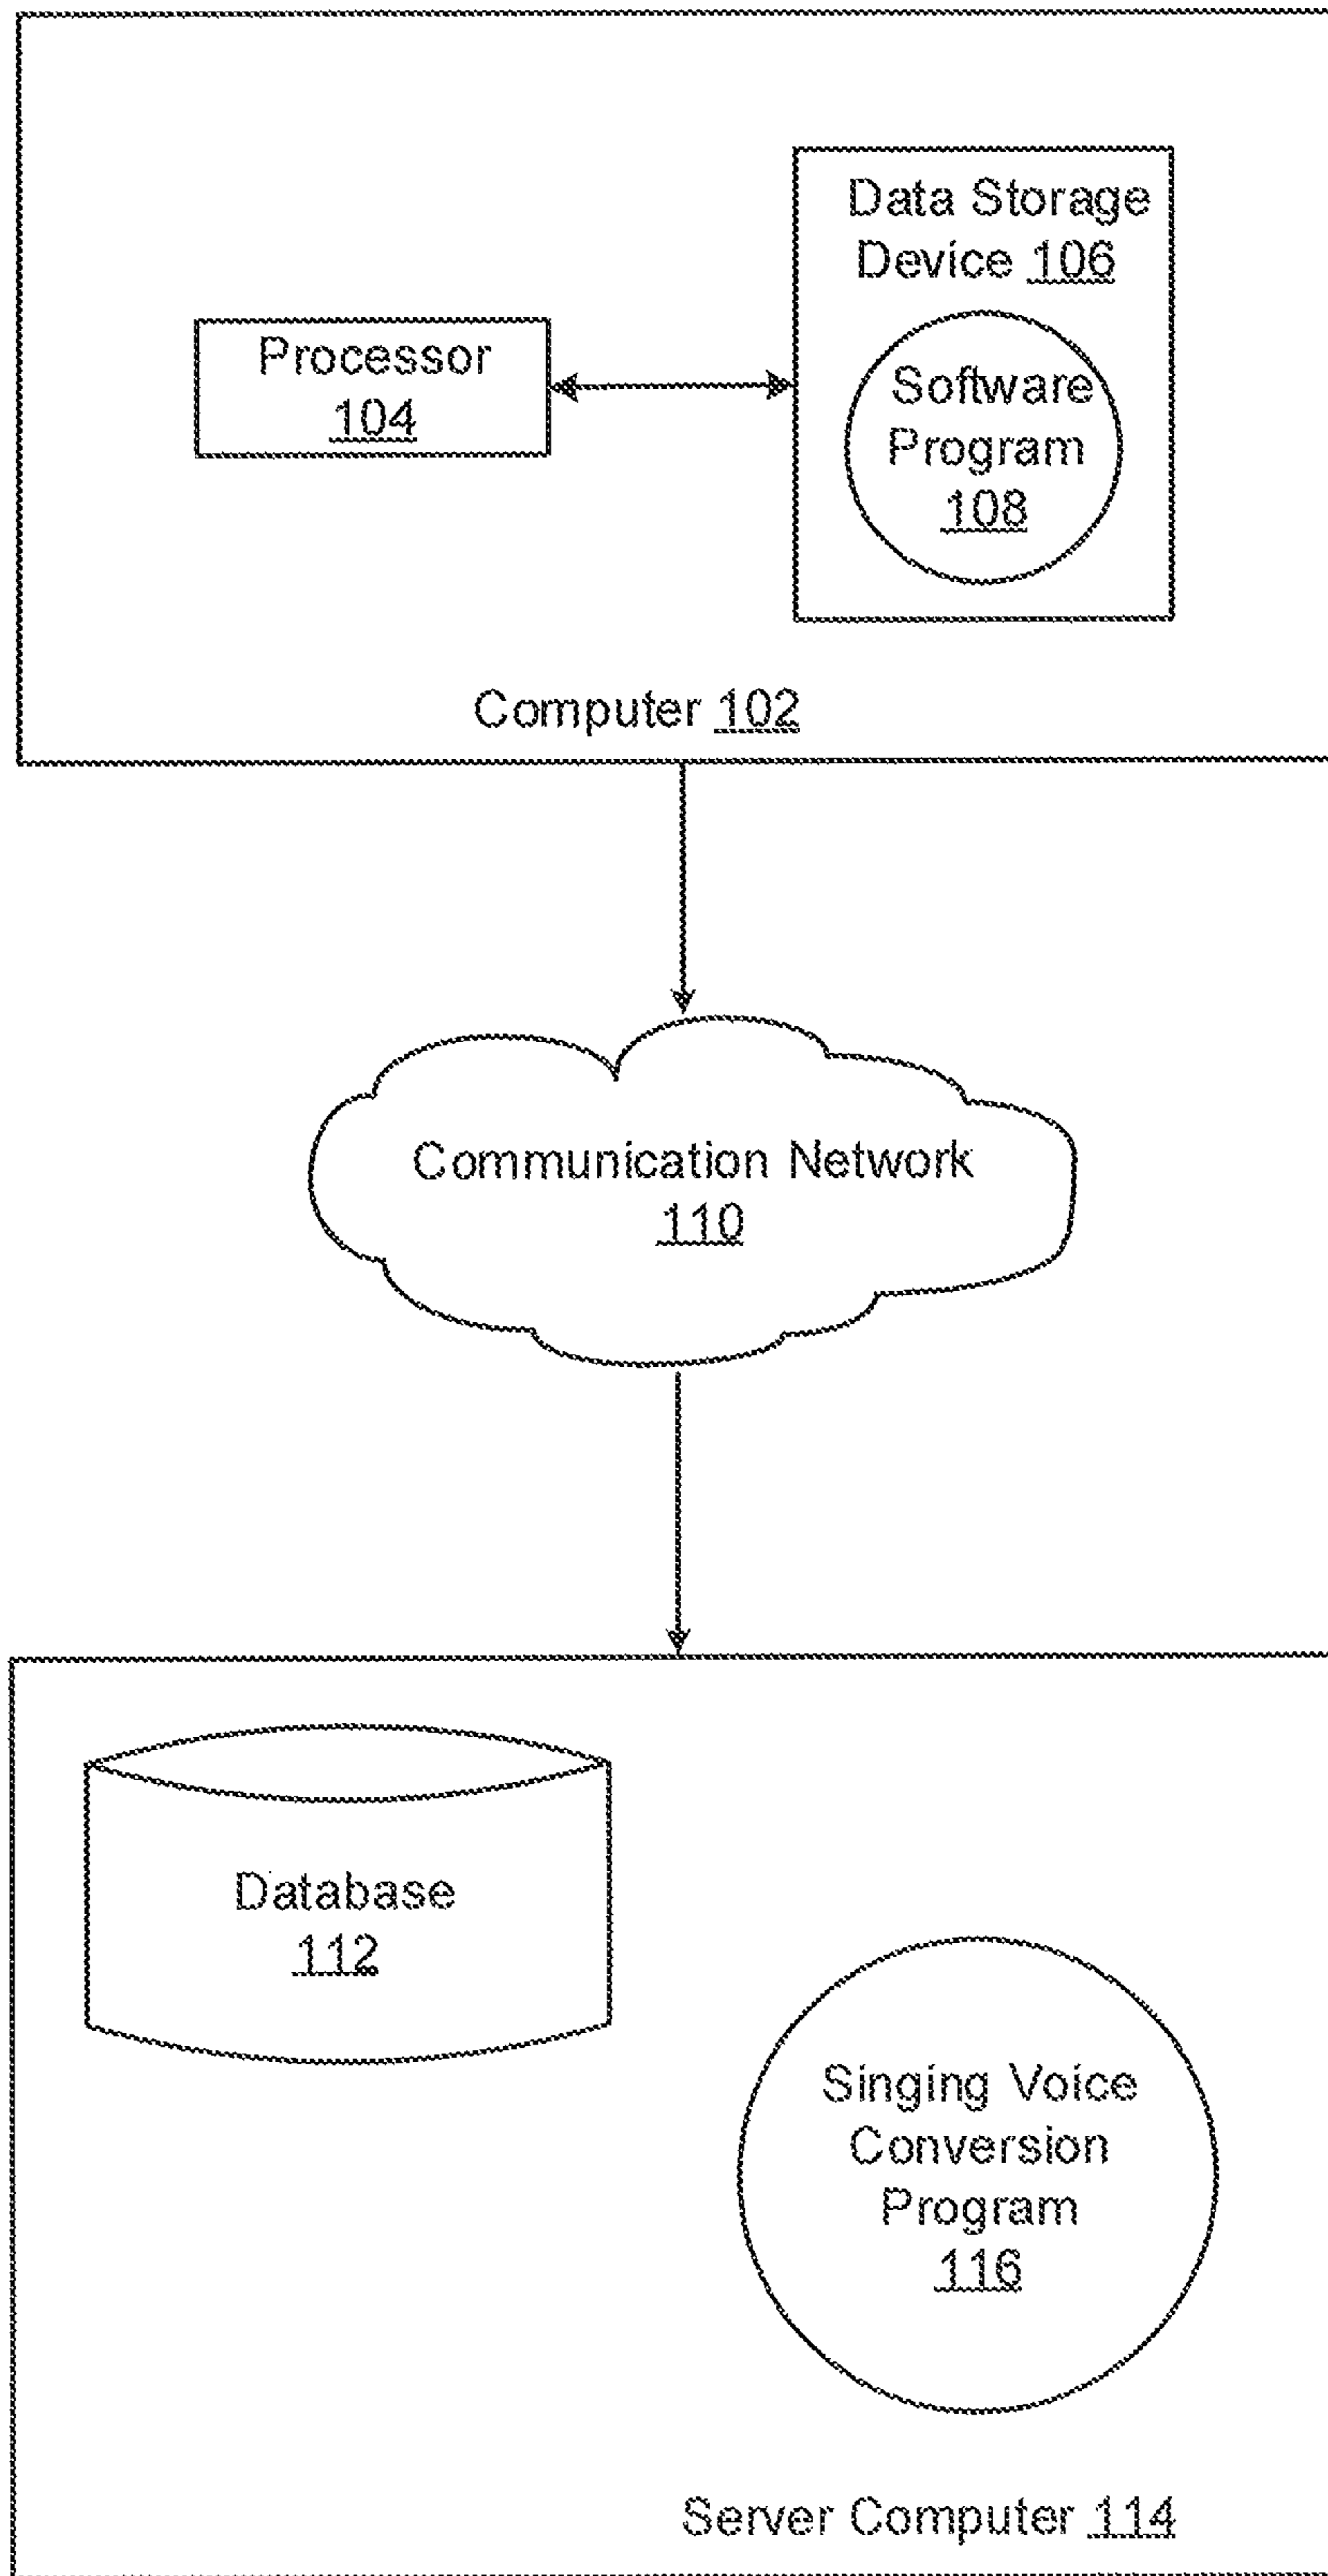 Data Storage
Device 106
Processor
104
Software
Program
108
Computer 102
Communication Network
110
Database
112
Singing Voice
Conversion
Program
116
Server Computer 114